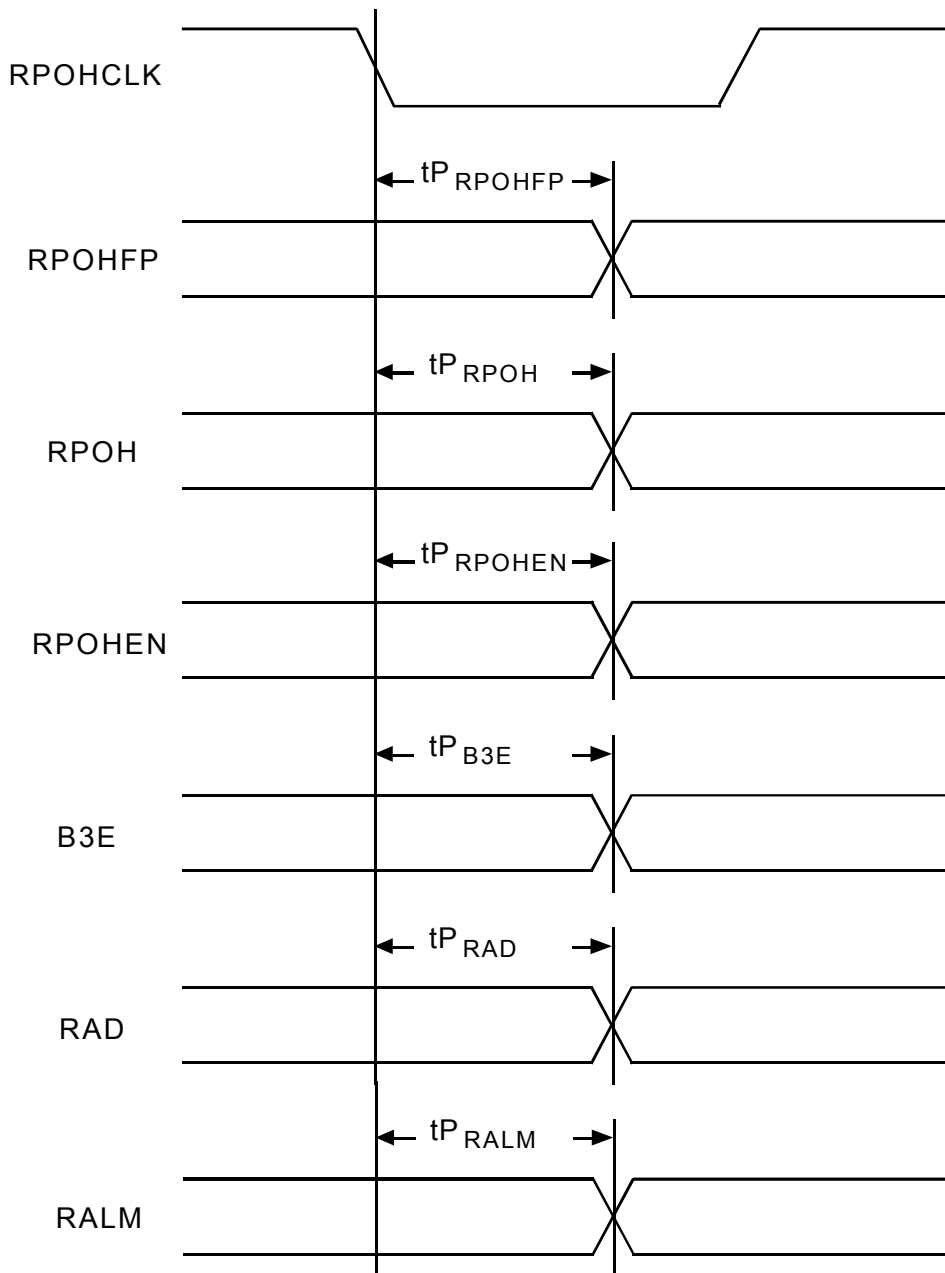 RPOHCLK
tP RPOHFP
RPOHFP
tP RPOH
RPOH
tP RPOHEN
RPOHEN
tP B3E
B3E
tP RAD
RAD
tP RALM
RALM